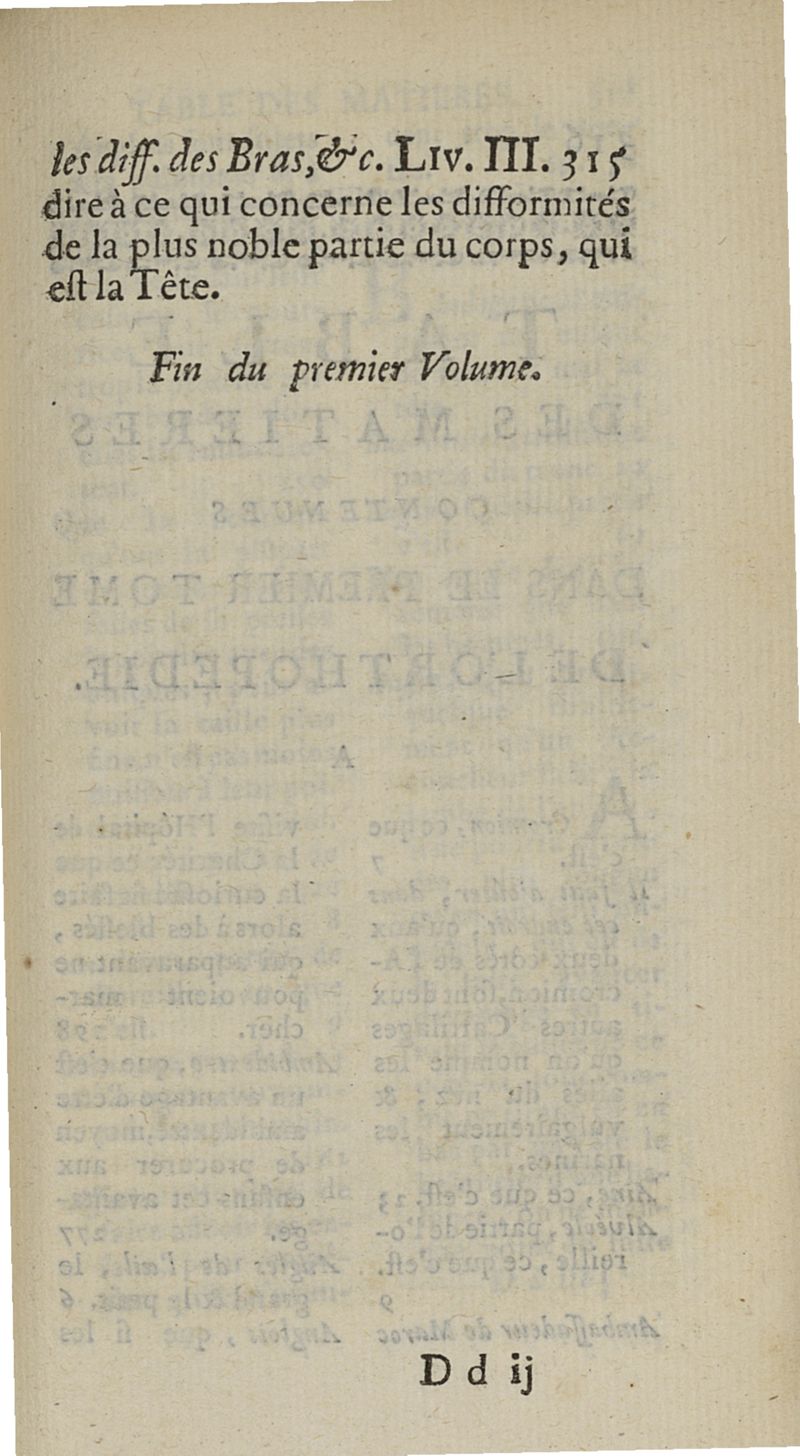 les diff. des Bras, &c. LIV. III. 315
dire à ce qui concerne les difformités
de la plus noble partie du corps, qui
est la Tête.
Fin du premier Volume.
D d ij